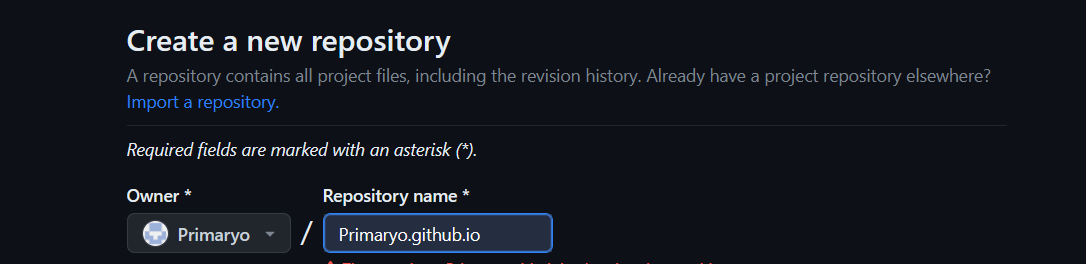 Create a new repository
A repository contains all project files, including the revision history. Already have a project repository elsewhere?
Import a repository.
Required fields are marked with an asterisk (*).
Owner * Repository name *
Primaryo / Primaryo.github.io